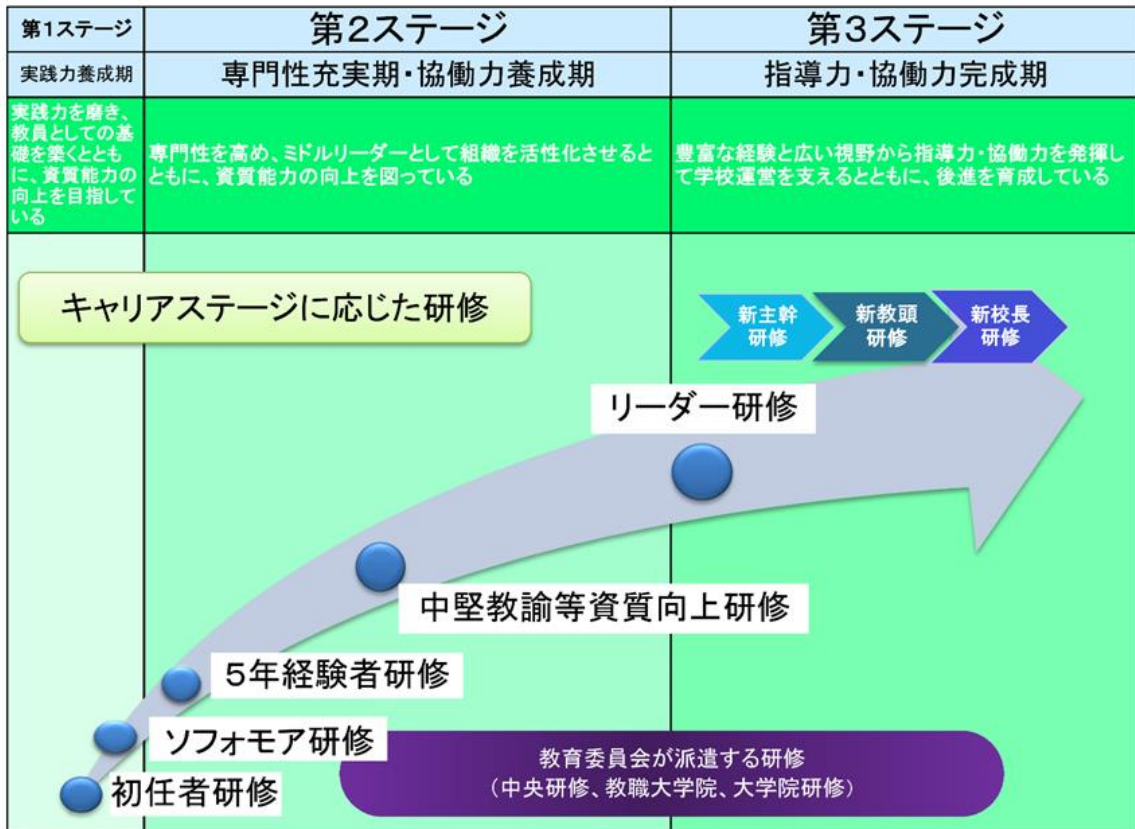 第1ステージ
第2ステージ
第3ステージ
実践力養成期
専門性充実期・協働力養成期
指導力・協働力完成期
実践力を磨き、
教員としての基
礎を築くととも
に、資質能力の
向上を目指して
いる
専門性を高め、ミドルリーダーとして組織を活性化させると
ともに、資質能力の向上を図っている
豊富な経験と広い視野から指導力・協働力を発揮し
て学校運営を支えるとともに、後進を育成している
キャリアステージに応じた研修
新主幹
研修
新教頭
研修
新校長
研修
リーダー研修
中堅教諭等資質向上研修
5年経験者研修
ソフォモア研修
初任者研修
教育委員会が派遣する研修
(中央研修、教職大学院、大学院研修)